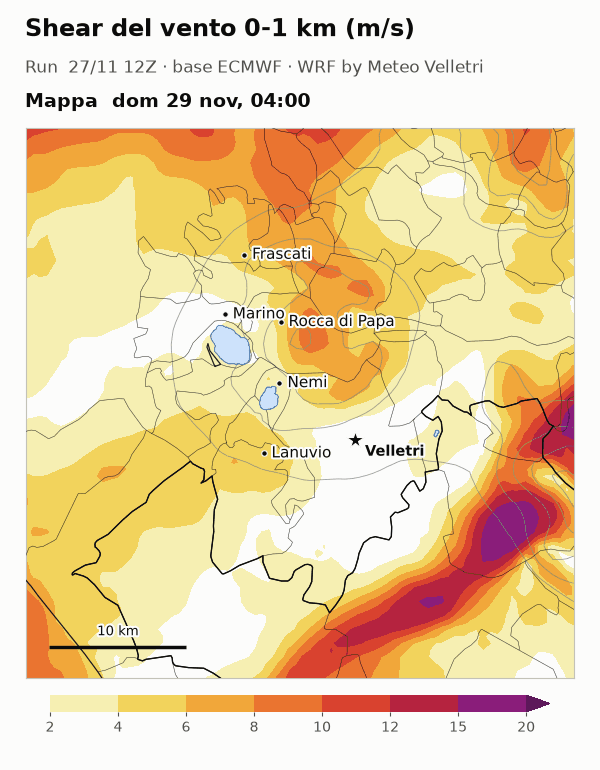 Shear del vento 0-1 km (m/s)
Run  27/11 12Z · base ECMWF · WRF by Meteo Velletri
Mappa  dom 29 nov, 04:00
Frascati
Marino
Rocca di Papa
Nemi
Velletri
Lanuvio
10 km
2 4 6 8 10 12 15 20